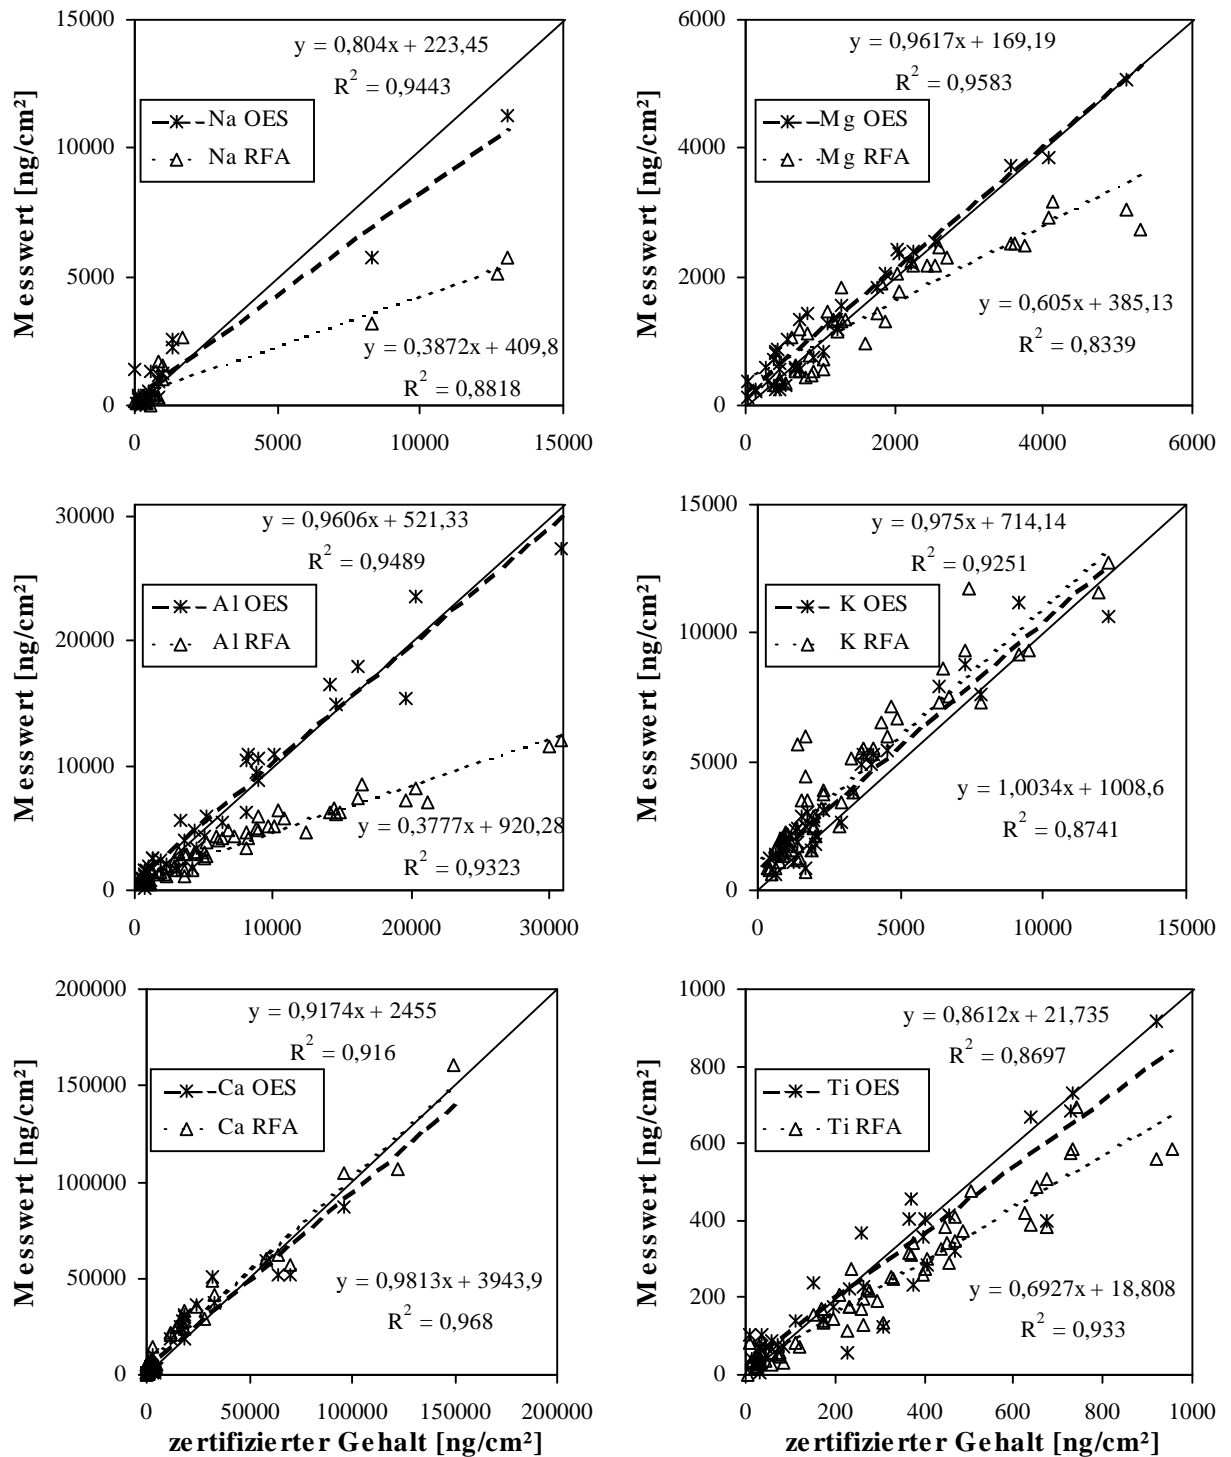 15000
y = 0,804x + 223,45
R² = 0,9443
Na OES
Na RFA
10000
5000
y = 0,3872x + 409,8
R² = 0,8818
0
0 5000 10000 15000
Messwert [ng/cm²]
6000
y = 0,9617x + 169,19
R² = 0,9583
Mg OES
Mg RFA
4000
2000
y = 0,605x + 385,13
R² = 0,8339
0
0 2000 4000 6000
Messwert [ng/cm²]
30000
y = 0,9606x + 521,33
R² = 0,9489
Al OES
Al RFA
20000
10000
y = 0,3777x + 920,28
R² = 0,9323
0
0 10000 20000 30000
Messwert [ng/cm²]
15000
y = 0,975x + 714,14
R² = 0,9251
K OES
K RFA
10000
5000
y = 1,0034x + 1008,6
R² = 0,8741
0
0 5000 10000 15000
Messwert [ng/cm²]
200000
y = 0,9174x + 2455
R² = 0,916
Ca OES
Ca RFA
150000
100000
50000
y = 0,9813x + 3943,9
R² = 0,968
0
0 50000 100000 150000 200000
Messwert [ng/cm²]
zertifizierter Gehalt [ng/cm²]
1000
y = 0,8612x + 21,735
R² = 0,8697
Ti OES
Ti RFA
800
600
400
200
y = 0,6927x + 18,808
R² = 0,933
0
0 200 400 600 800 1000
Messwert [ng/cm²]
zertifizierter Gehalt [ng/cm²]